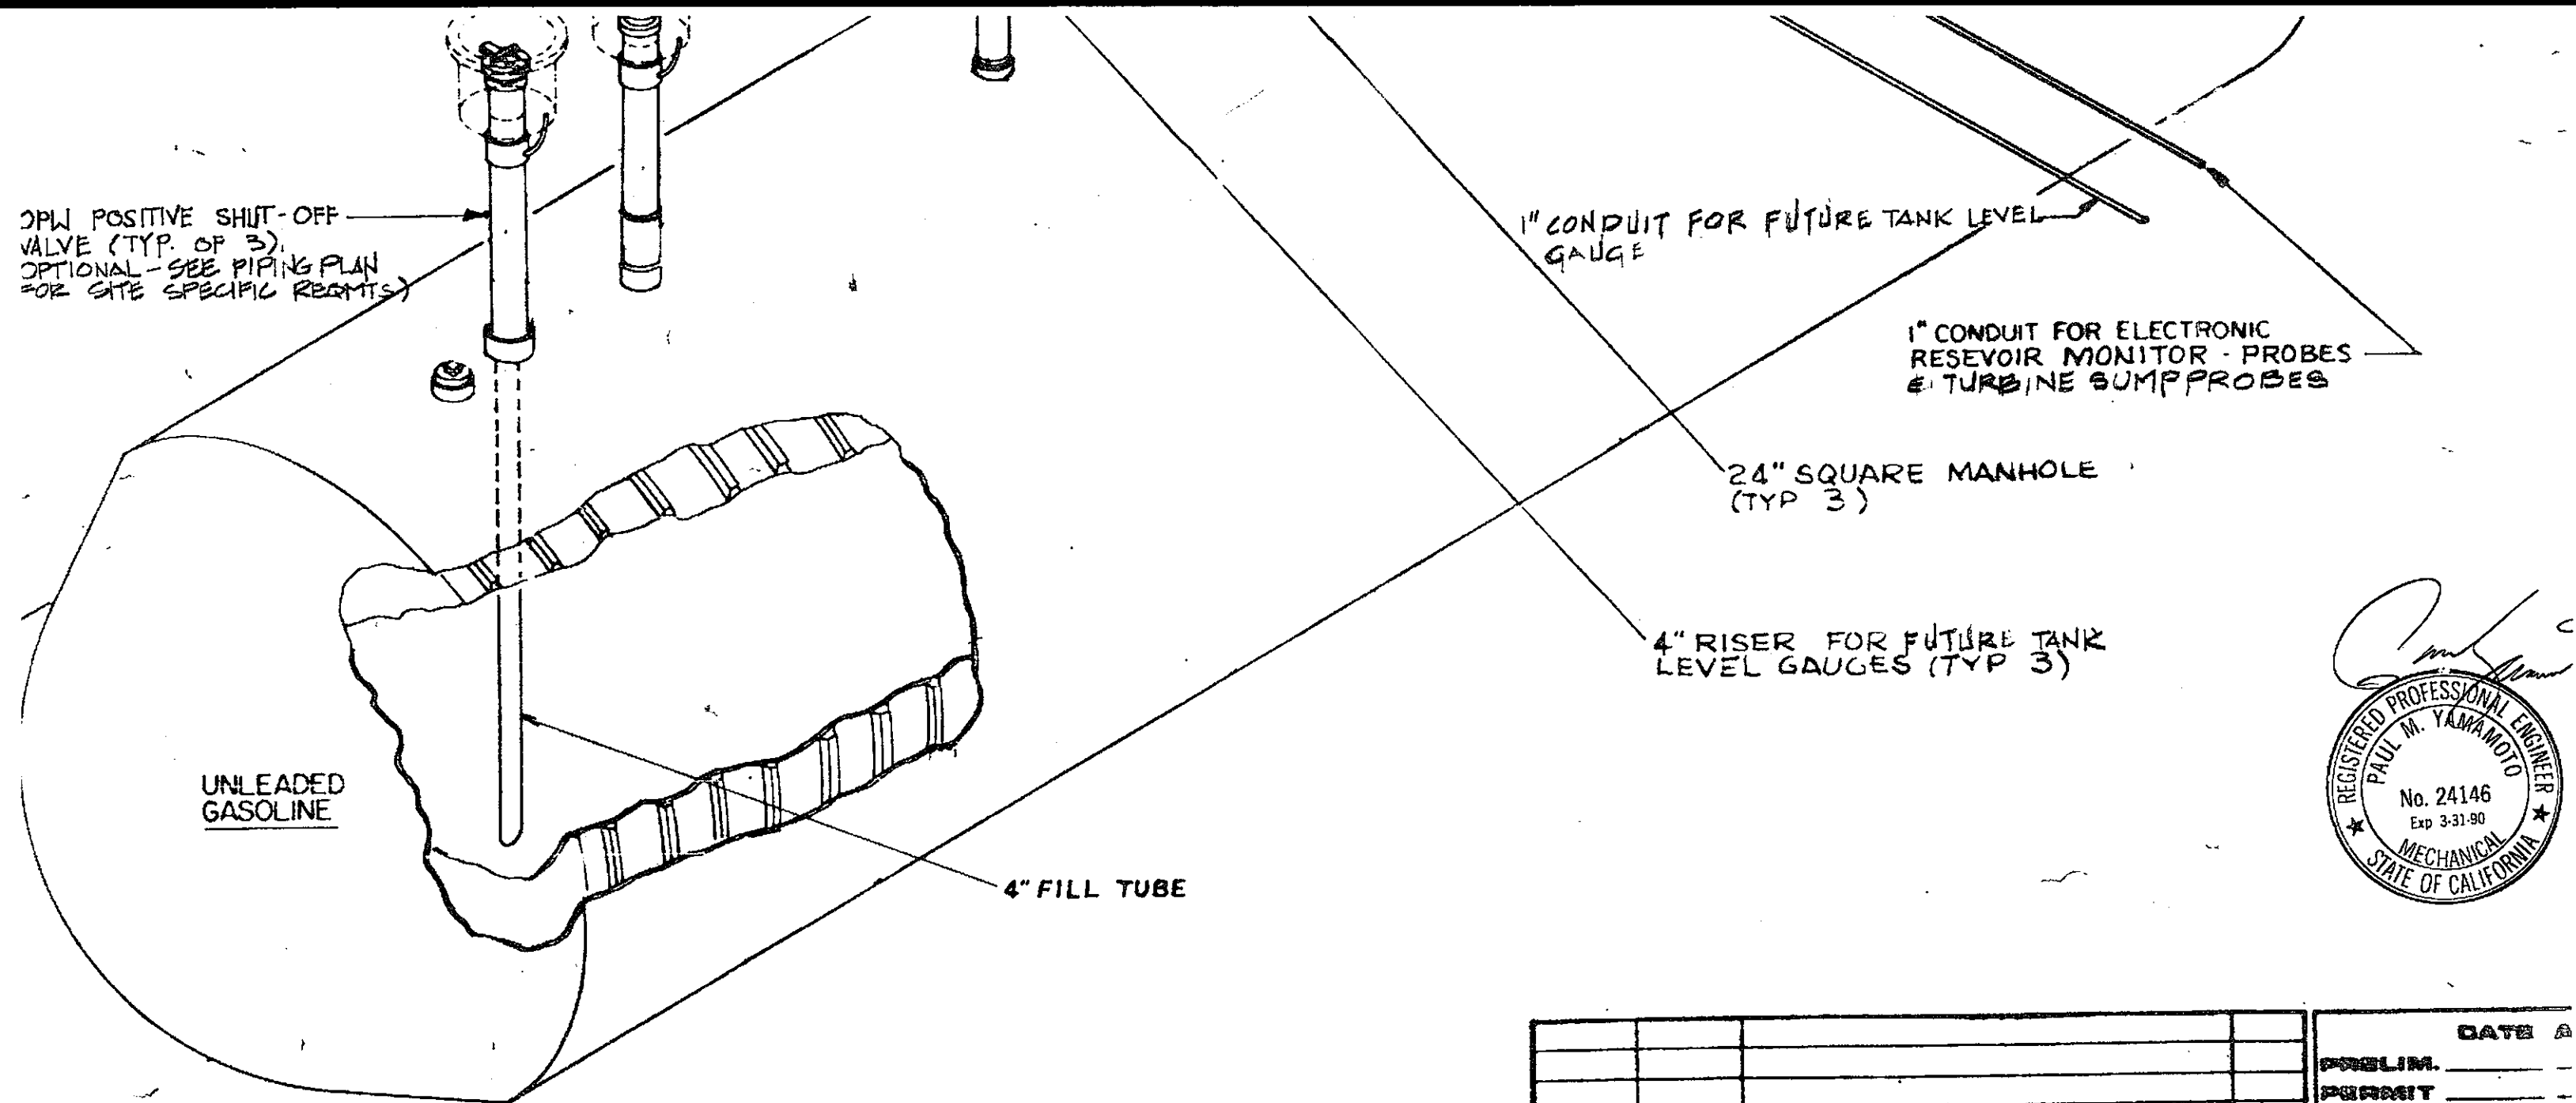 OPW POSITIVE SHUT-OFF
VALVE (TYP. OF 3).
OPTIONAL - SEE PIPING PLAN
FOR SITE SPECIFIC REQMTS)
1" CONDUIT FOR FUTURE TANK LEVEL
GAUGE
1" CONDUIT FOR ELECTRONIC
RESEVOIR MONITOR - PROBES
& TURBINE SUMP PROBES
24" SQUARE MANHOLE
(TYP 3)
4" RISER FOR FUTURE TANK
LEVEL GAUGES (TYP 3)
UNLEADED
GASOLINE
4" FILL TUBE
REGISTERED PROFESSIONAL ENGINEER
PAUL M. YAMAMOTO
No. 24146
Exp 3-31-90
MECHANICAL
STATE OF CALIFORNIA
DATE
PRELIM.
PERMIT